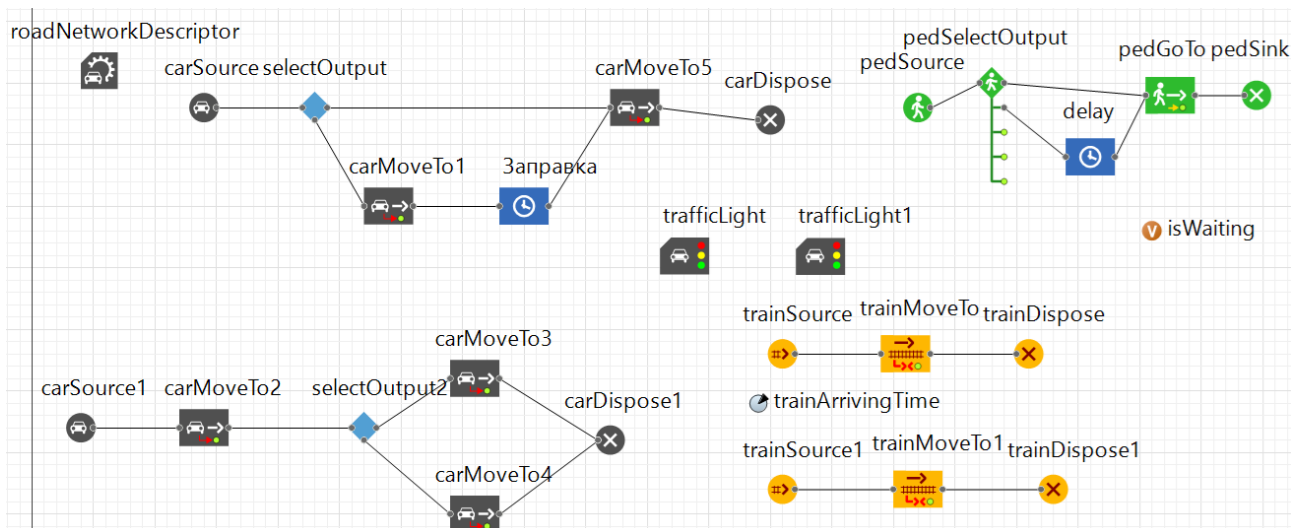 roadNetworkDescriptor
carSource
selectOutput
carMoveTo5
carDispose
pedSelectOutput
pedSource
pedGoTo
pedSink
delay
carMoveTo1
Заправка
trafficLight
trafficLight1
V isWaiting
trainSource
trainMoveTo
trainDispose
carMoveTo3
carSource1
carMoveTo2
selectOutput2
carDispose1
trainArrivingTime
trainSource1
trainMoveTo1
trainDispose1
carMoveTo4